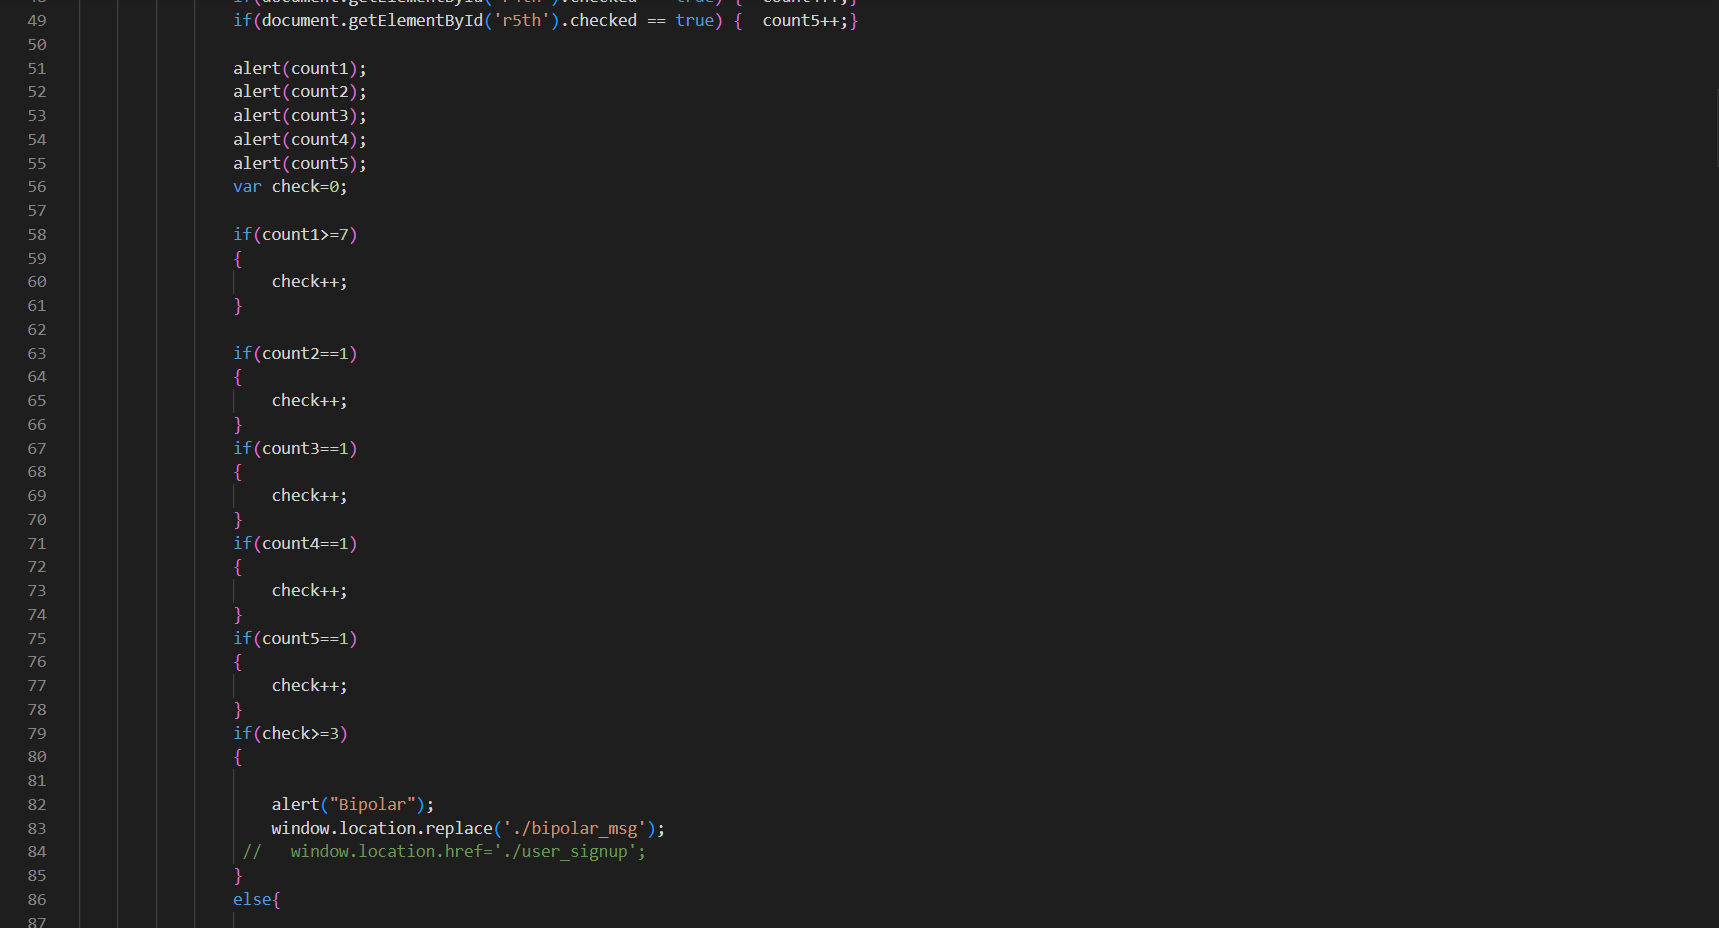 49 if(document.getElementById('r5th').checked == true) {  count5++;}
50
51 alert(count1);
52 alert(count2);
53 alert(count3);
54 alert(count4);
55 alert(count5);
56 var check=0;
57
58 if(count1>=7)
59 {
60     check++;
61 }
62
63 if(count2==1)
64 {
65     check++;
66 }
67 if(count3==1)
68 {
69     check++;
70 }
71 if(count4==1)
72 {
73     check++;
74 }
75 if(count5==1)
76 {
77     check++;
78 }
79 if(check>=3)
80 {
81
82     alert("Bipolar");
83     window.location.replace('./bipolar_msg');
84 //   window.location.href='./user_signup';
85 }
86 else{
87